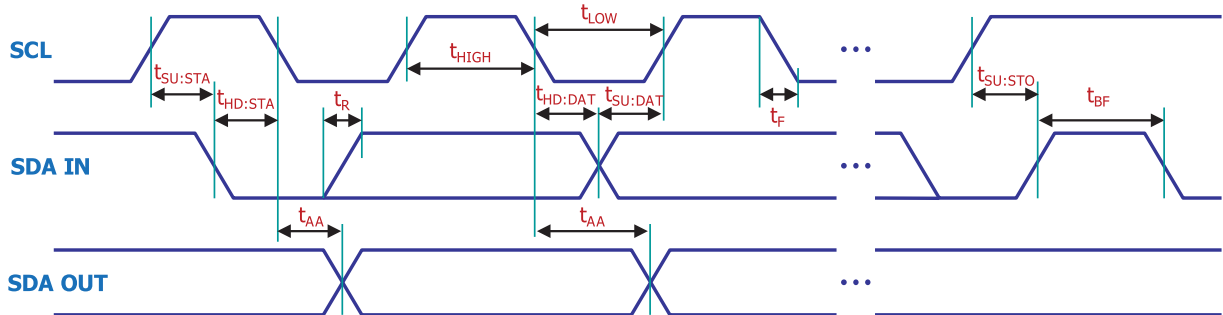 SCL
tSU:STA
tHD:STA
tR
tHIGH
tLOW
tHD:DAT
tSU:DAT
tF
...
tSU:STO
tBF
SDA IN
...
tAA
tAA
SDA OUT
...